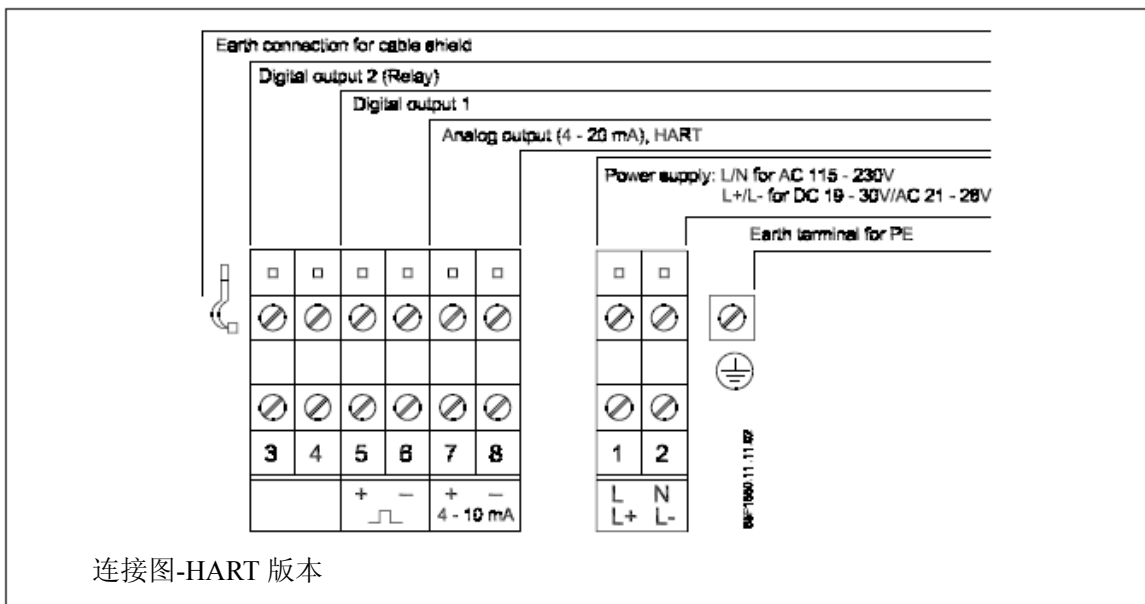 Earth connection for cable shield
Digital output 2 (Relay)
Digital output 1
Analog output (4 - 20 mA), HART
Power supply: L/N for AC 115 - 230V
L+/L- for DC 19 - 30V/AC 21 - 26V
Earth terminal for PE
3 4 5 6 7 8 1 2
+ − + − L N
4 - 10 mA L+ L-
连接图-HART 版本